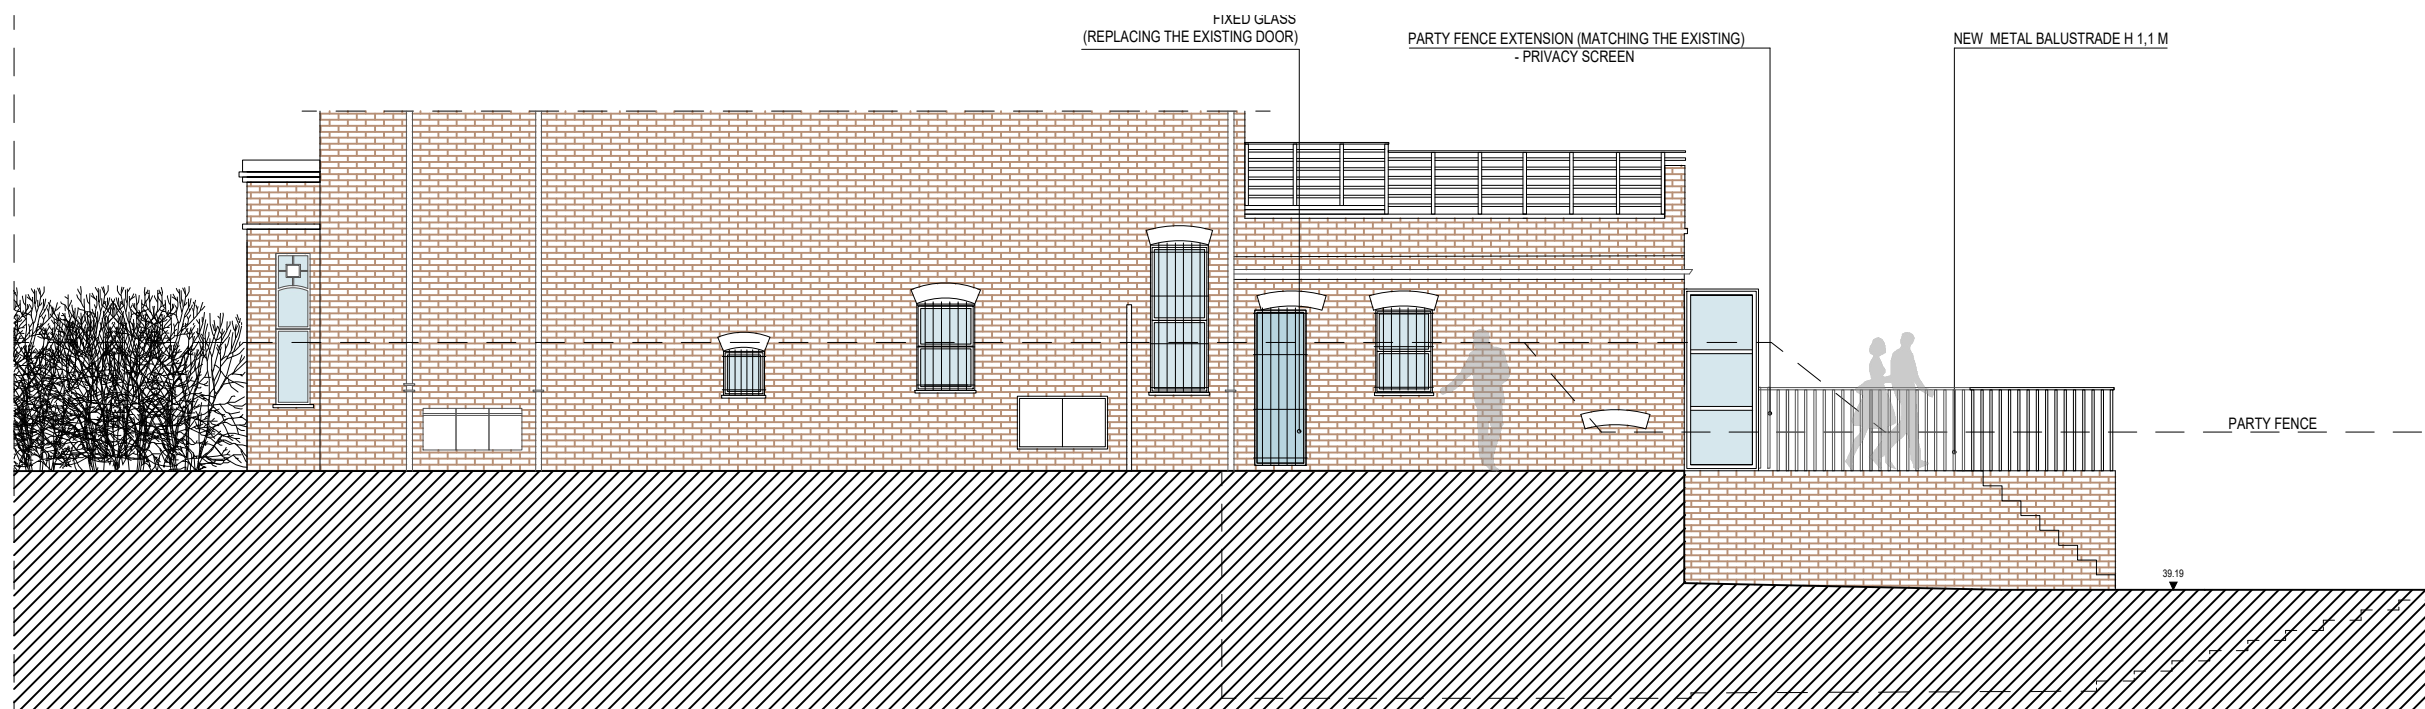 FIXED GLASS
(REPLACING THE EXISTING DOOR)
PARTY FENCE EXTENSION (MATCHING THE EXISTING)
- PRIVACY SCREEN
NEW METAL BALUSTRADE H 1,1 M
PARTY FENCE
39.19